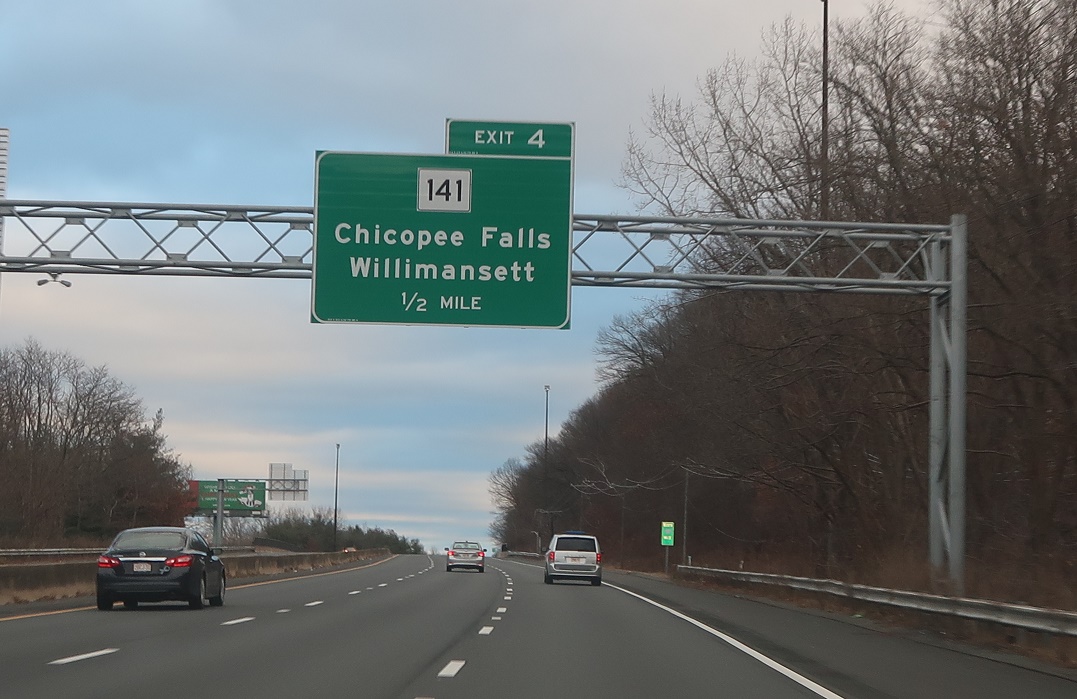 EXIT 4
141
Chicopee Falls
Willimansett
1/2 MILE